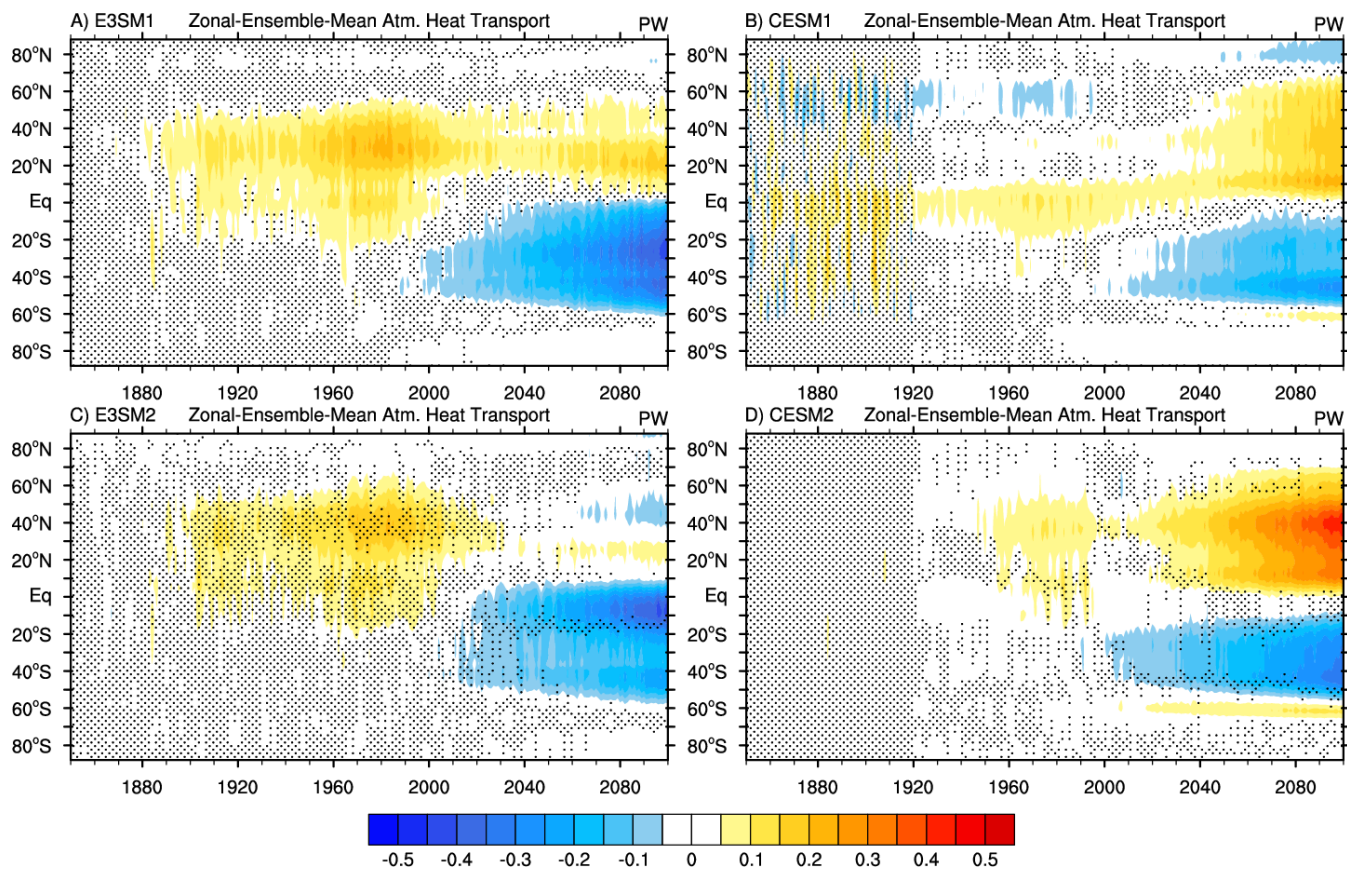 A) E3SM1 Zonal-Ensemble-Mean Atm. Heat Transport PW
B) CESM1 Zonal-Ensemble-Mean Atm. Heat Transport PW
80°N
60°N
40°N
20°N
Eq
20°S
40°S
60°S
80°S
80°N
60°N
40°N
20°N
Eq
20°S
40°S
60°S
80°S
1880 1920 1960 2000 2040 2080
1880 1920 1960 2000 2040 2080
C) E3SM2 Zonal-Ensemble-Mean Atm. Heat Transport PW
D) CESM2 Zonal-Ensemble-Mean Atm. Heat Transport PW
80°N
60°N
40°N
20°N
Eq
20°S
40°S
60°S
80°S
80°N
60°N
40°N
20°N
Eq
20°S
40°S
60°S
80°S
1880 1920 1960 2000 2040 2080
1880 1920 1960 2000 2040 2080
-0.5 -0.4 -0.3 -0.2 -0.1 0 0.1 0.2 0.3 0.4 0.5